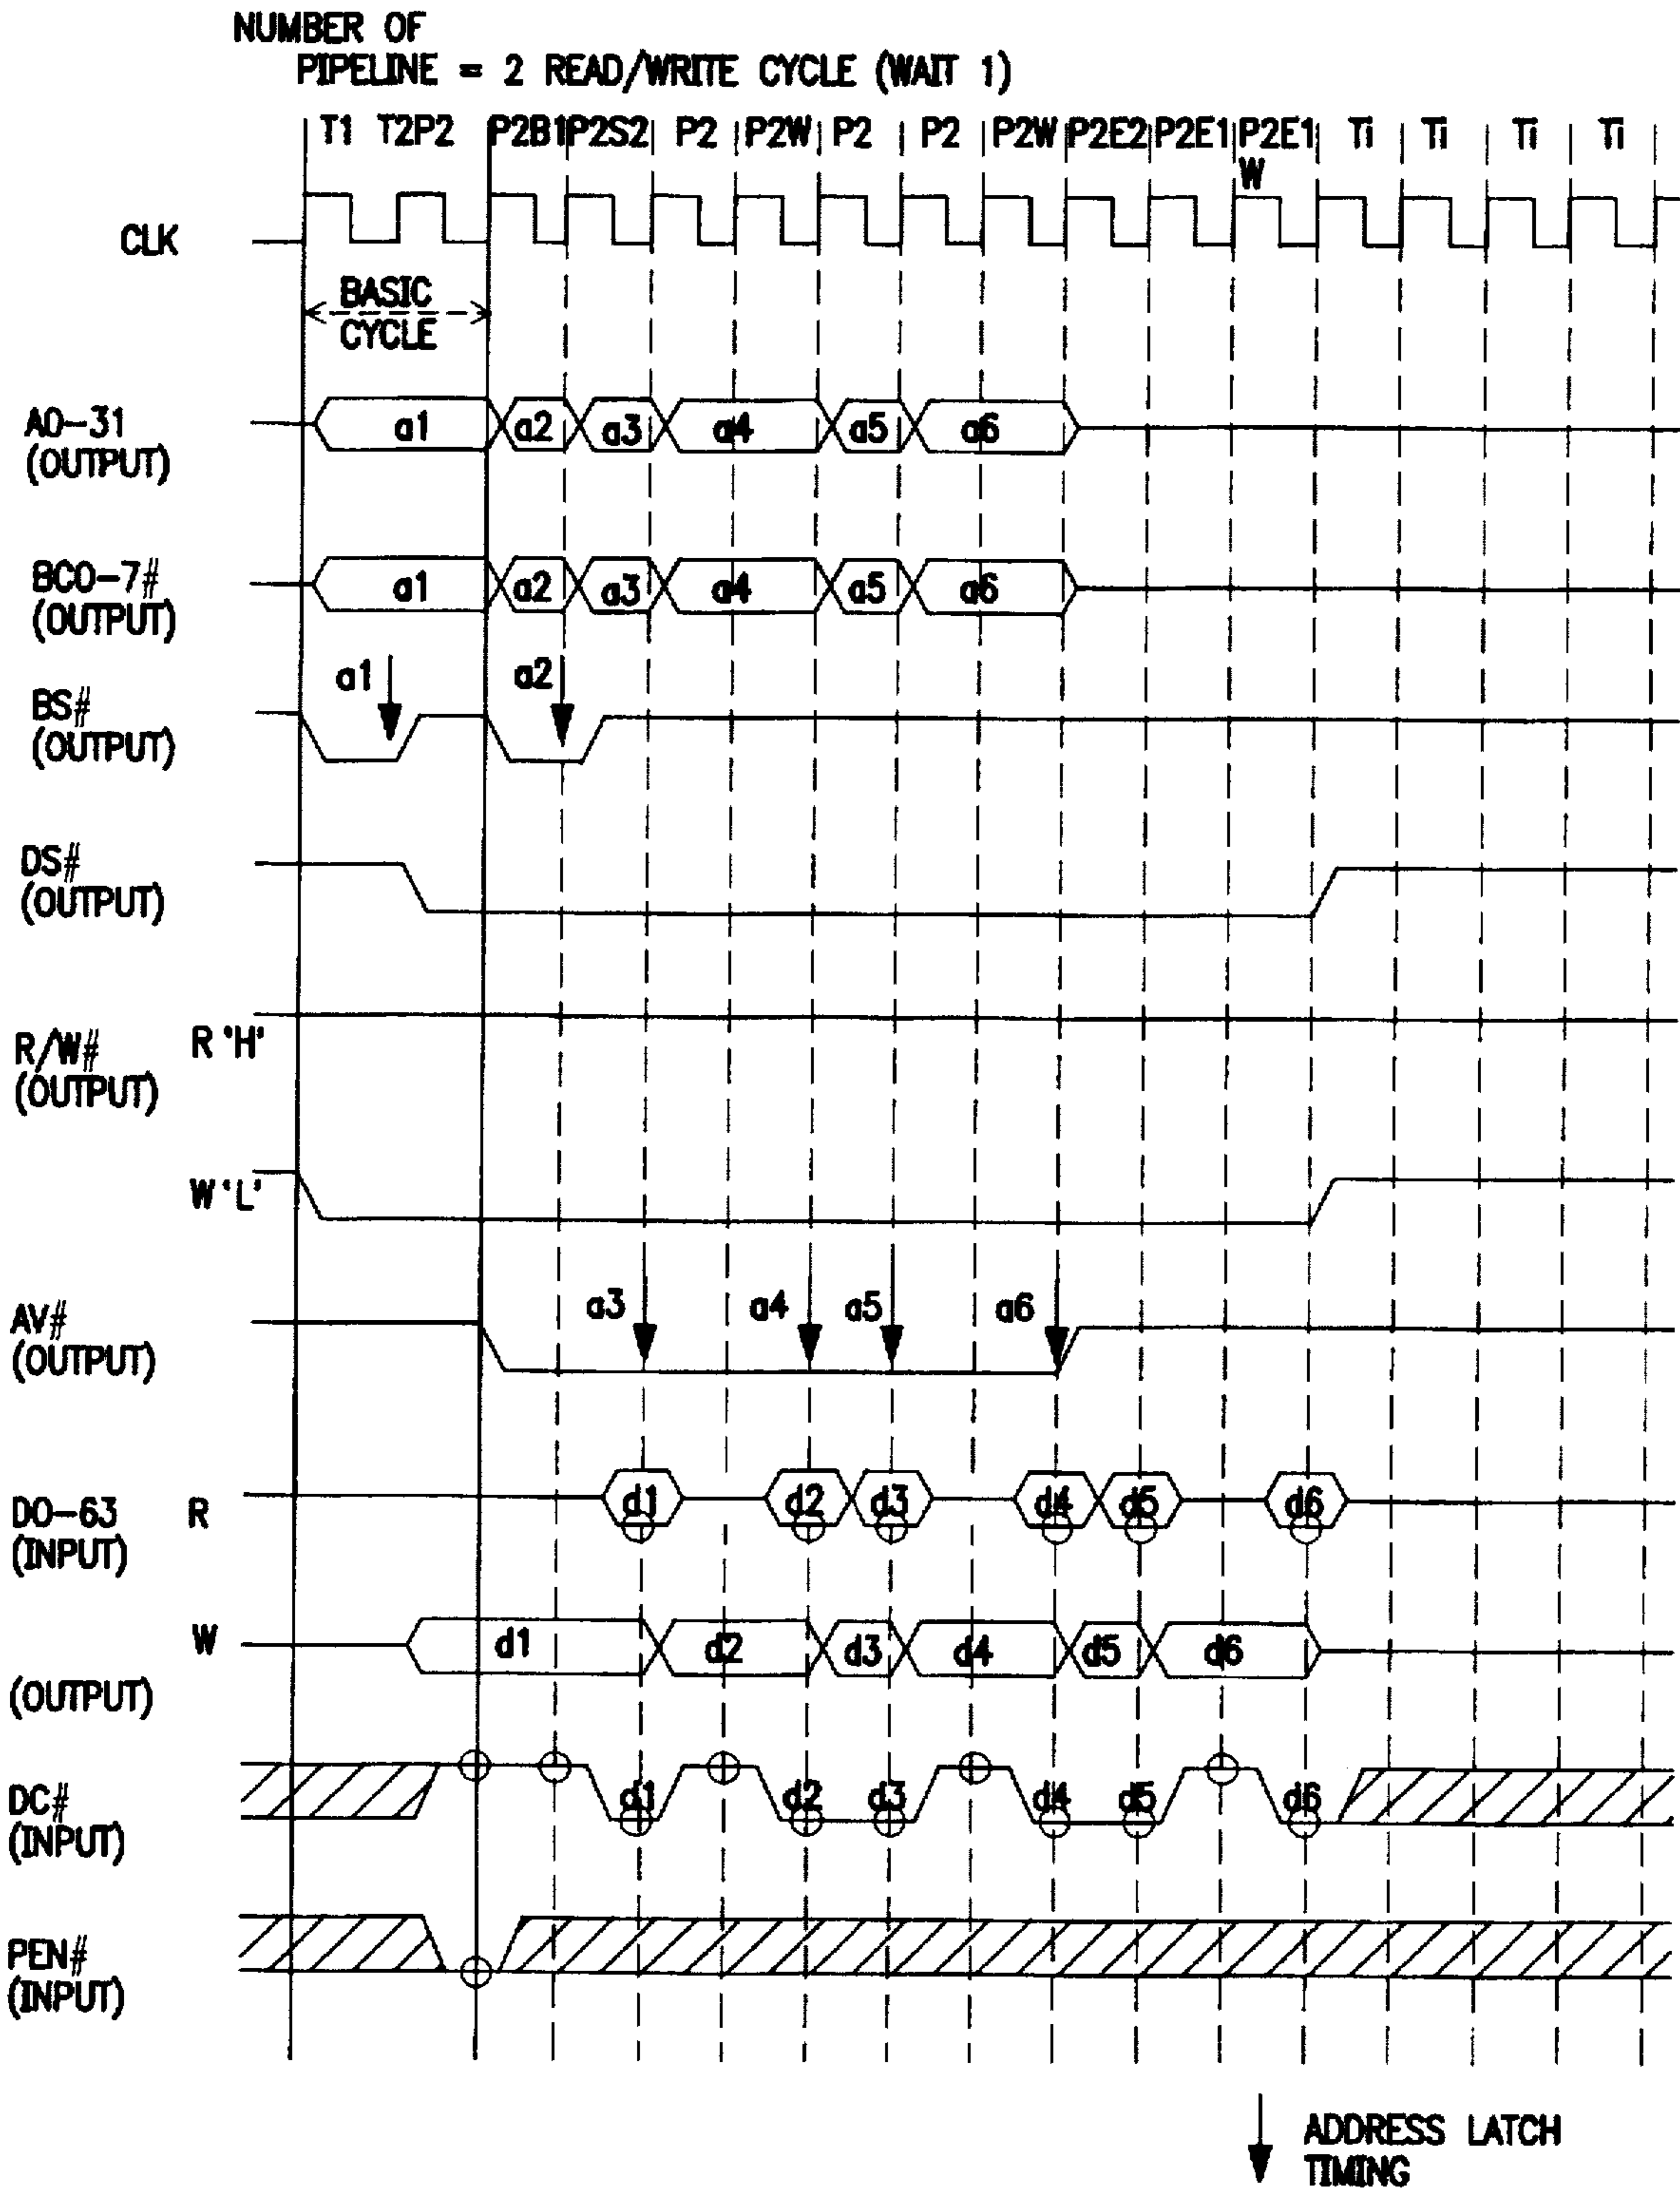 NUMBER OF
PIPELINE = 2 READ/WRITE CYCLE (WAIT 1)
T1 T2P2 P2B1 P2S2 P2 P2W P2 P2 P2W P2E2 P2E1 P2E1 Ti Ti Ti Ti
W
CLK
BASIC
CYCLE
A0-31
(OUTPUT)
a1 a2 a3 a4 a5 a6
BC0-7#
(OUTPUT)
a1 a2 a3 a4 a5 a6
BS#
(OUTPUT)
a1 a2
DS#
(OUTPUT)
R/W#
(OUTPUT)
R 'H'
W 'L'
AV#
(OUTPUT)
a3 a4 a5 a6
D0-63
(INPUT)
R
d1 d2 d3 d4 d5 d6
W
d1 d2 d3 d4 d5 d6
(OUTPUT)
DC#
(INPUT)
d1 d2 d3 d4 d5 d6
PEN#
(INPUT)
ADDRESS LATCH
TIMING